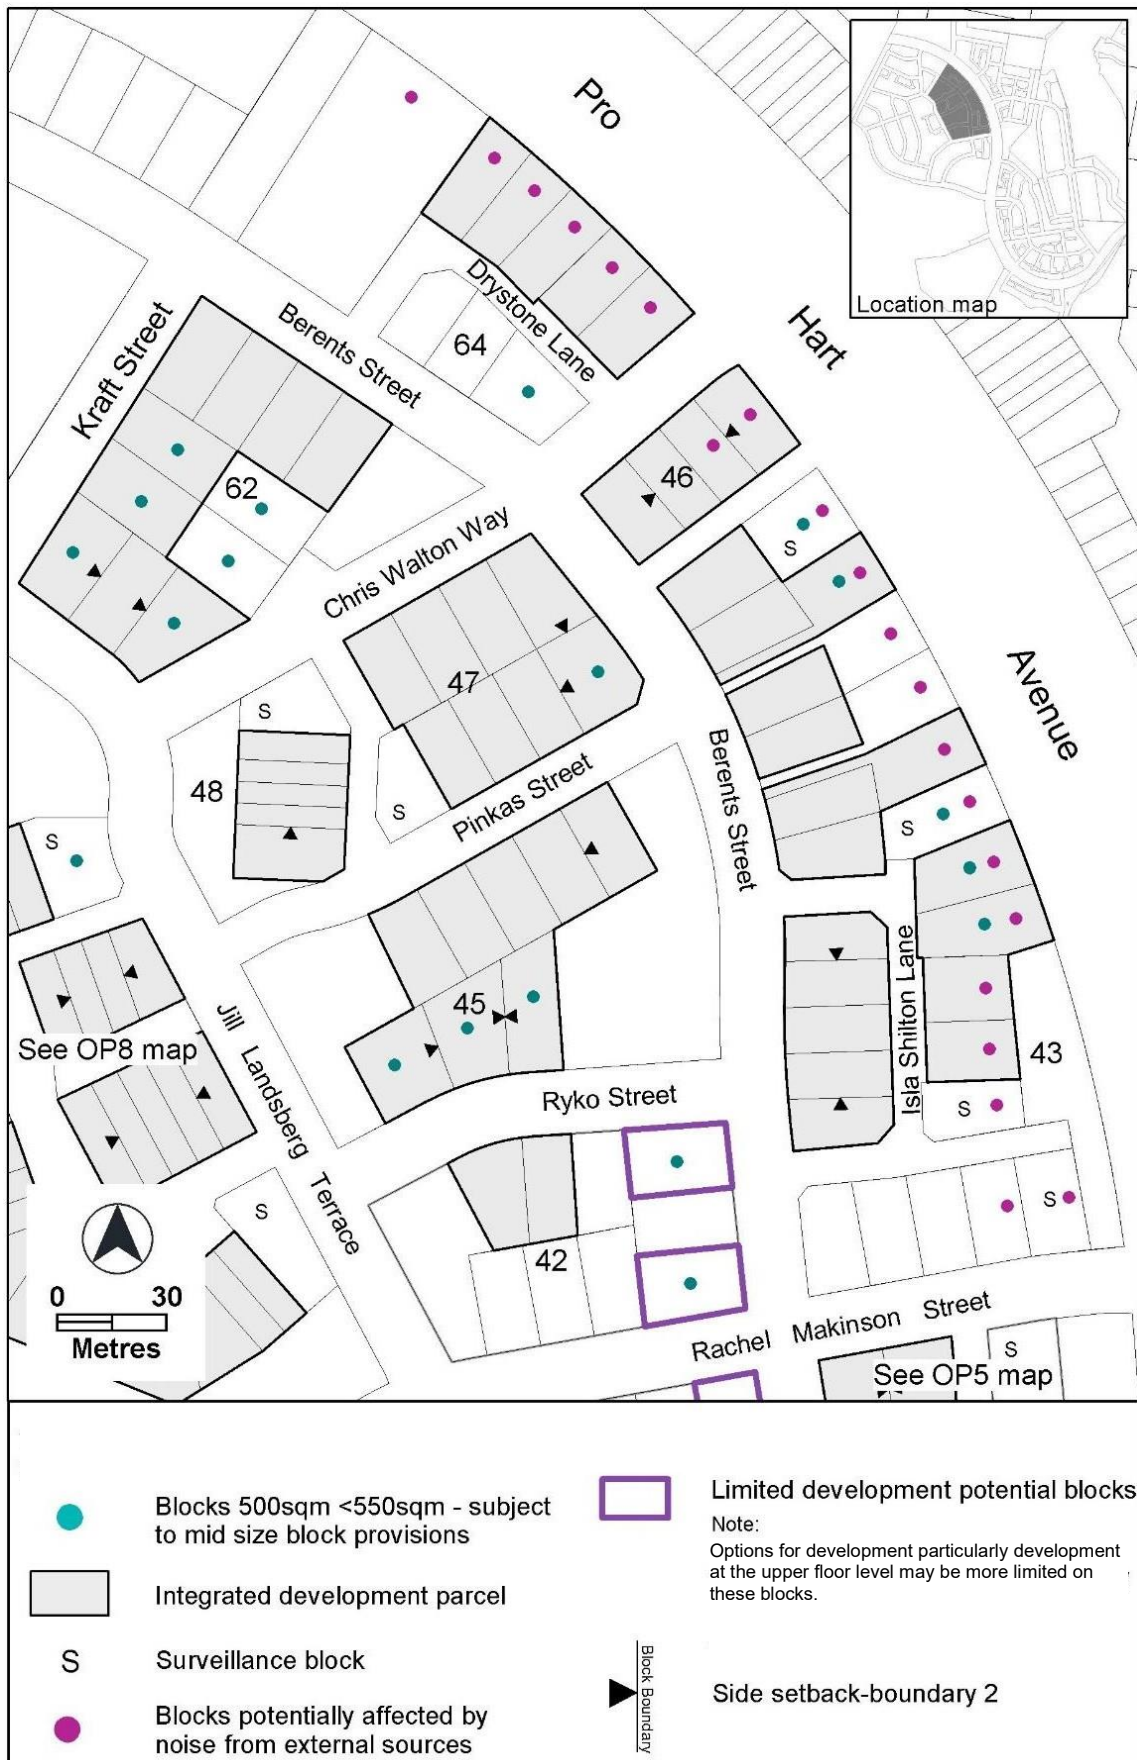 Pro
Hart
Avenue
Location map
Kraft Street
Berents Street
Drystone Lane
64
62
46
S
Chris Walton Way
47
S
48
S
Pinkas Street
Berents Street
S
S
45
See OP8 map
Jill Landsberg Terrace
Isla Shilton Lane
43
Ryko Street
S
S
S
42
0 30
Metres
Rachel Makinson Street
S
See OP5 map
Blocks 500sqm <550sqm - subject
to mid size block provisions
Integrated development parcel
S Surveillance block
Blocks potentially affected by
noise from external sources
Limited development potential blocks
Note:
Options for development particularly development
at the upper floor level may be more limited on
these blocks.
Block Boundary
Side setback-boundary 2